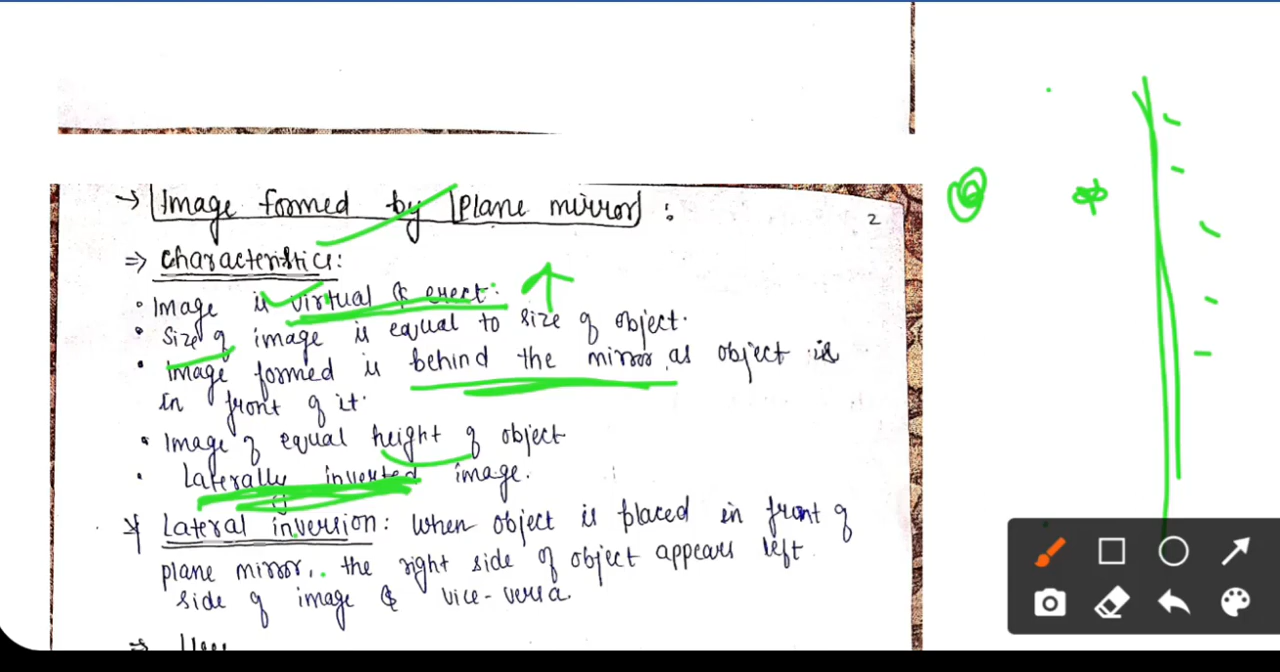 → Image formed by Plane mirror :
2
⇒ Characteristics:
• Image is virtual & erect.
• Size of image is equal to size of object.
• Image formed is behind the mirror, as object is
in front of it.
• Image of equal height of object
• Laterally inverted image.
* Lateral inversion: When object is placed in front of
plane mirror, the right side of object appears left
side of image & vice-versa.
⇒ Uses